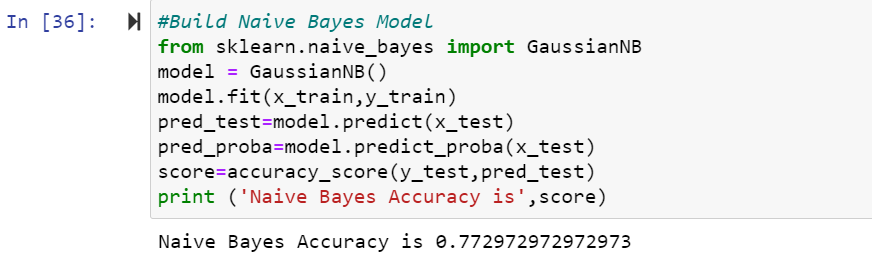 In [36]:
#Build Naive Bayes Model
from sklearn.naive_bayes import GaussianNB
model = GaussianNB()
model.fit(x_train,y_train)
pred_test=model.predict(x_test)
pred_proba=model.predict_proba(x_test)
score=accuracy_score(y_test,pred_test)
print ('Naive Bayes Accuracy is',score)
Naive Bayes Accuracy is 0.772972972972973